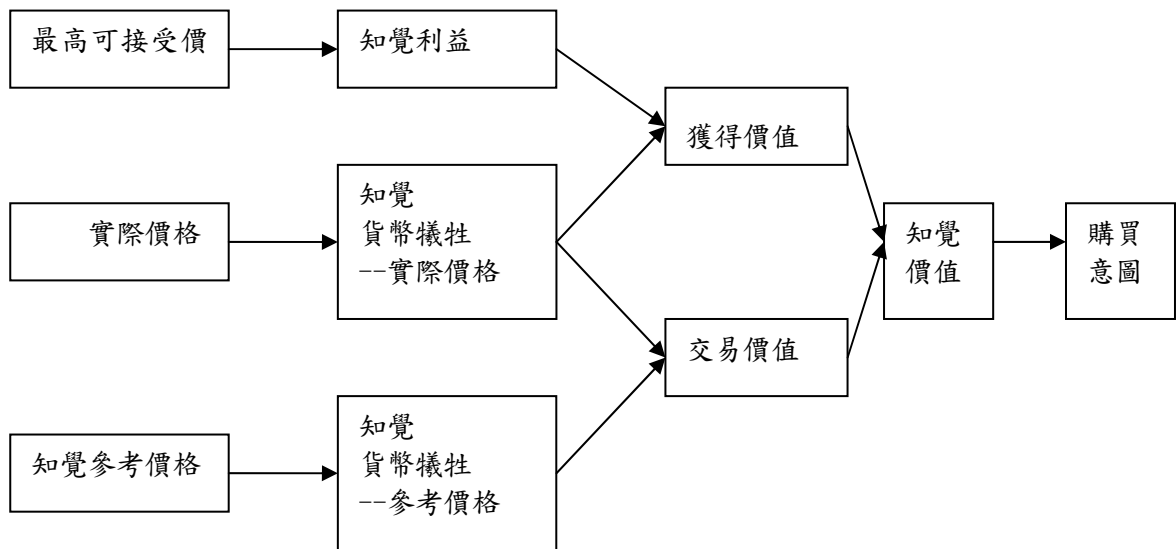 最高可接受價
知覺利益
獲得價值
實際價格
知覺
貨幣犧牲
--實際價格
知覺
價值
購買
意圖
交易價值
知覺參考價格
知覺
貨幣犧牲
--參考價格